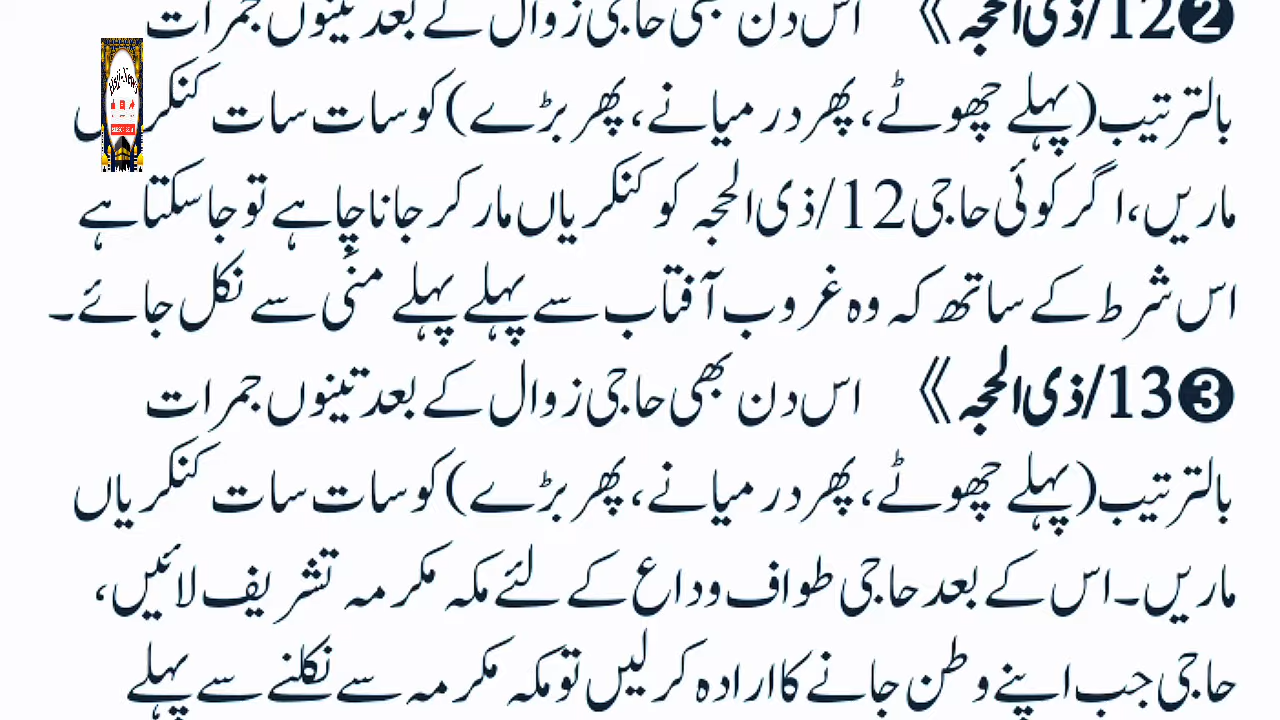 ❷12/ذی الحجہ 》 اس دن بھی حاجی زوال کے بعد تینوں جمرات
بالترتیب(پہلے چھوٹے، پھر درمیانے، پھر بڑے) کو سات سات
ماریں، اگر کوئی حاجی 12/ذی الحجہ کو کنکریاں مار کر جانا چاہے تو جا سکتا ہے
اس شرط کے ساتھ کہ وہ غروب آفتاب سے پہلے پہلے منیٰ سے نکل جائے۔
❸13/ذی الحجہ 》 اس دن بھی حاجی زوال کے بعد تینوں جمرات
بالترتیب(پہلے چھوٹے، پھر درمیانے، پھر بڑے) کو سات سات کنکریاں
ماریں۔ اس کے بعد حاجی طواف وداع کے لئے مکہ مکرمہ تشریف لائیں،
حاجی جب اپنے وطن جانے کا ارادہ کرلیں تو مکہ مکرمہ سے نکلنے سے پہلے